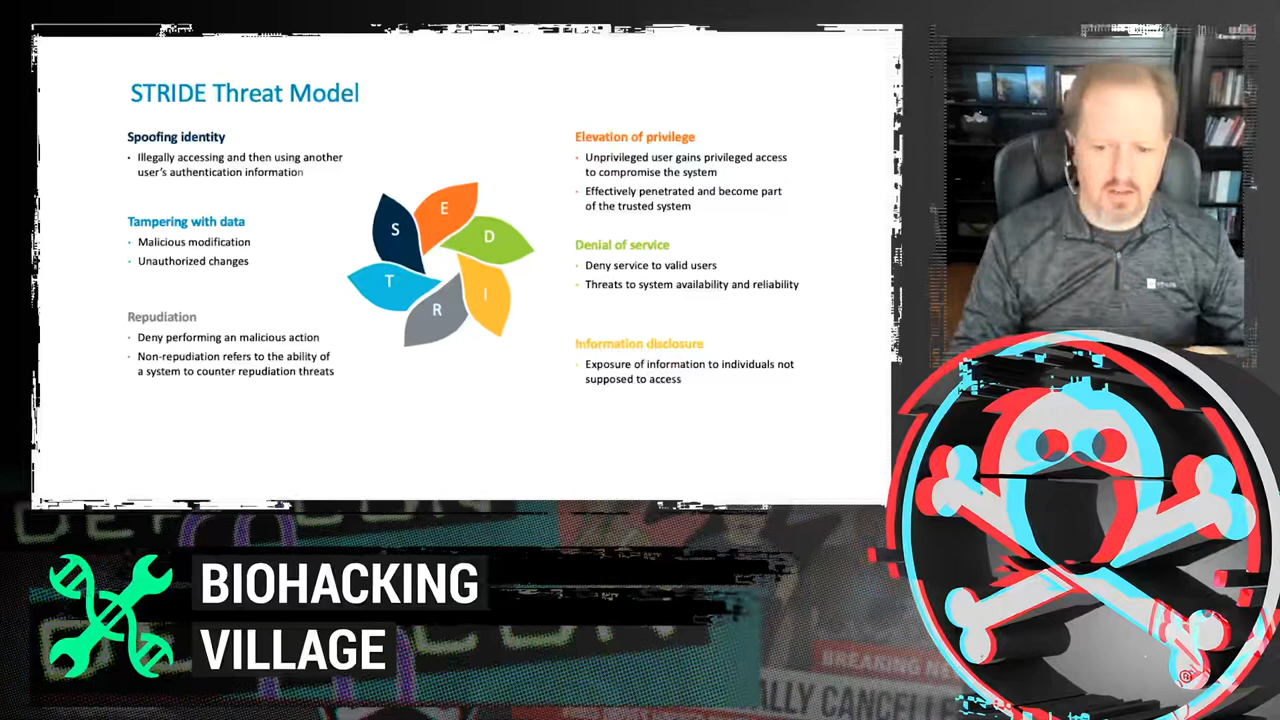 STRIDE Threat Model
Spoofing identity
• Illegally accessing and then using another
user's authentication information
Tampering with data
• Malicious modification
• Unauthorized changes
Repudiation
• Deny performing an malicious action
• Non-repudiation refers to the ability of
a system to counter repudiation threats
S
E
D
T
R
I
Elevation of privilege
• Unprivileged user gains privileged access
to compromise the system
• Effectively penetrated and become part
of the trusted system
Denial of service
• Deny service to valid users
• Threats to system availability and reliability
Information disclosure
• Exposure of information to individuals not
supposed to access
BIOHACKING
VILLAGE
BREAKING
CANCELLE